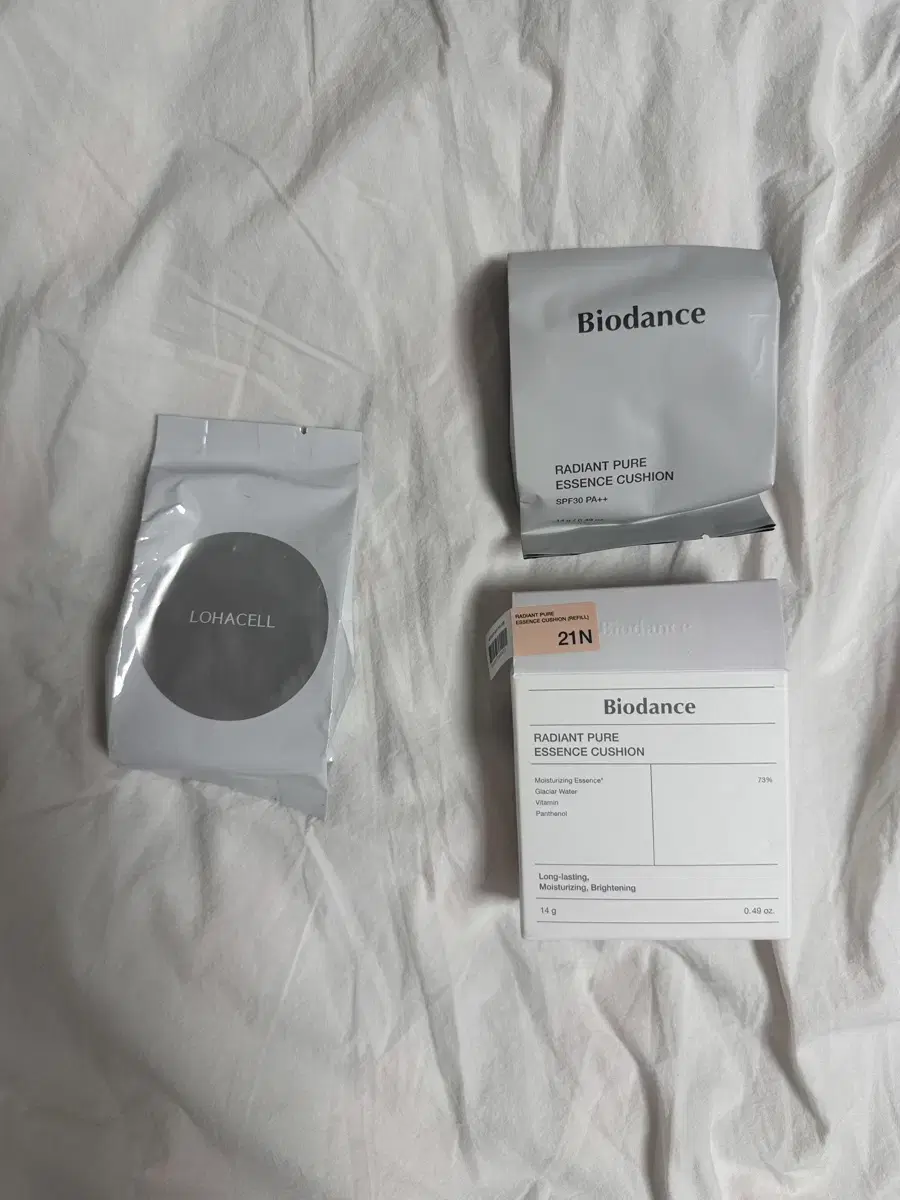 LOHACELL
Biodance
RADIANT PURE
ESSENCE CUSHION
SPF30 PA++
RADIANT PURE
ESSENCE CUSHION (REFILL)
21N
Biodance
Biodance
RADIANT PURE
ESSENCE CUSHION
Moisturizing Essence* 73%
Glaciar Water
Vitamin
Panthenol
Long-lasting,
Moisturizing, Brightening
14 g 0.49 oz.